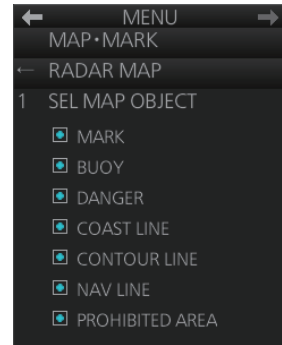 MENU
MAP•MARK
← RADAR MAP
1 SEL MAP OBJECT
MARK
BUOY
DANGER
COAST LINE
CONTOUR LINE
NAV LINE
PROHIBITED AREA